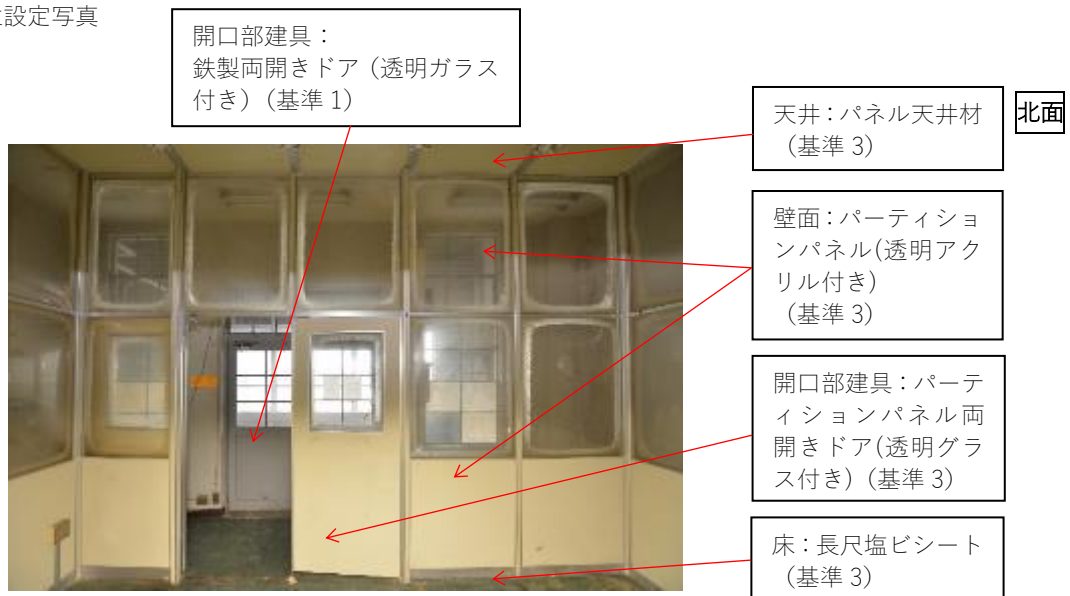 設定写真
開口部建具：
鉄製両開きドア（透明ガラス
付き）（基準 1）
天井：パネル天井材
（基準 3）
北面
壁面：パーティショ
ンパネル(透明アク
リル付き)
（基準 3）
開口部建具：パーテ
ィションパネル両
開きドア(透明グラ
ス付き)（基準 3）
床：長尺塩ビシート
（基準 3）